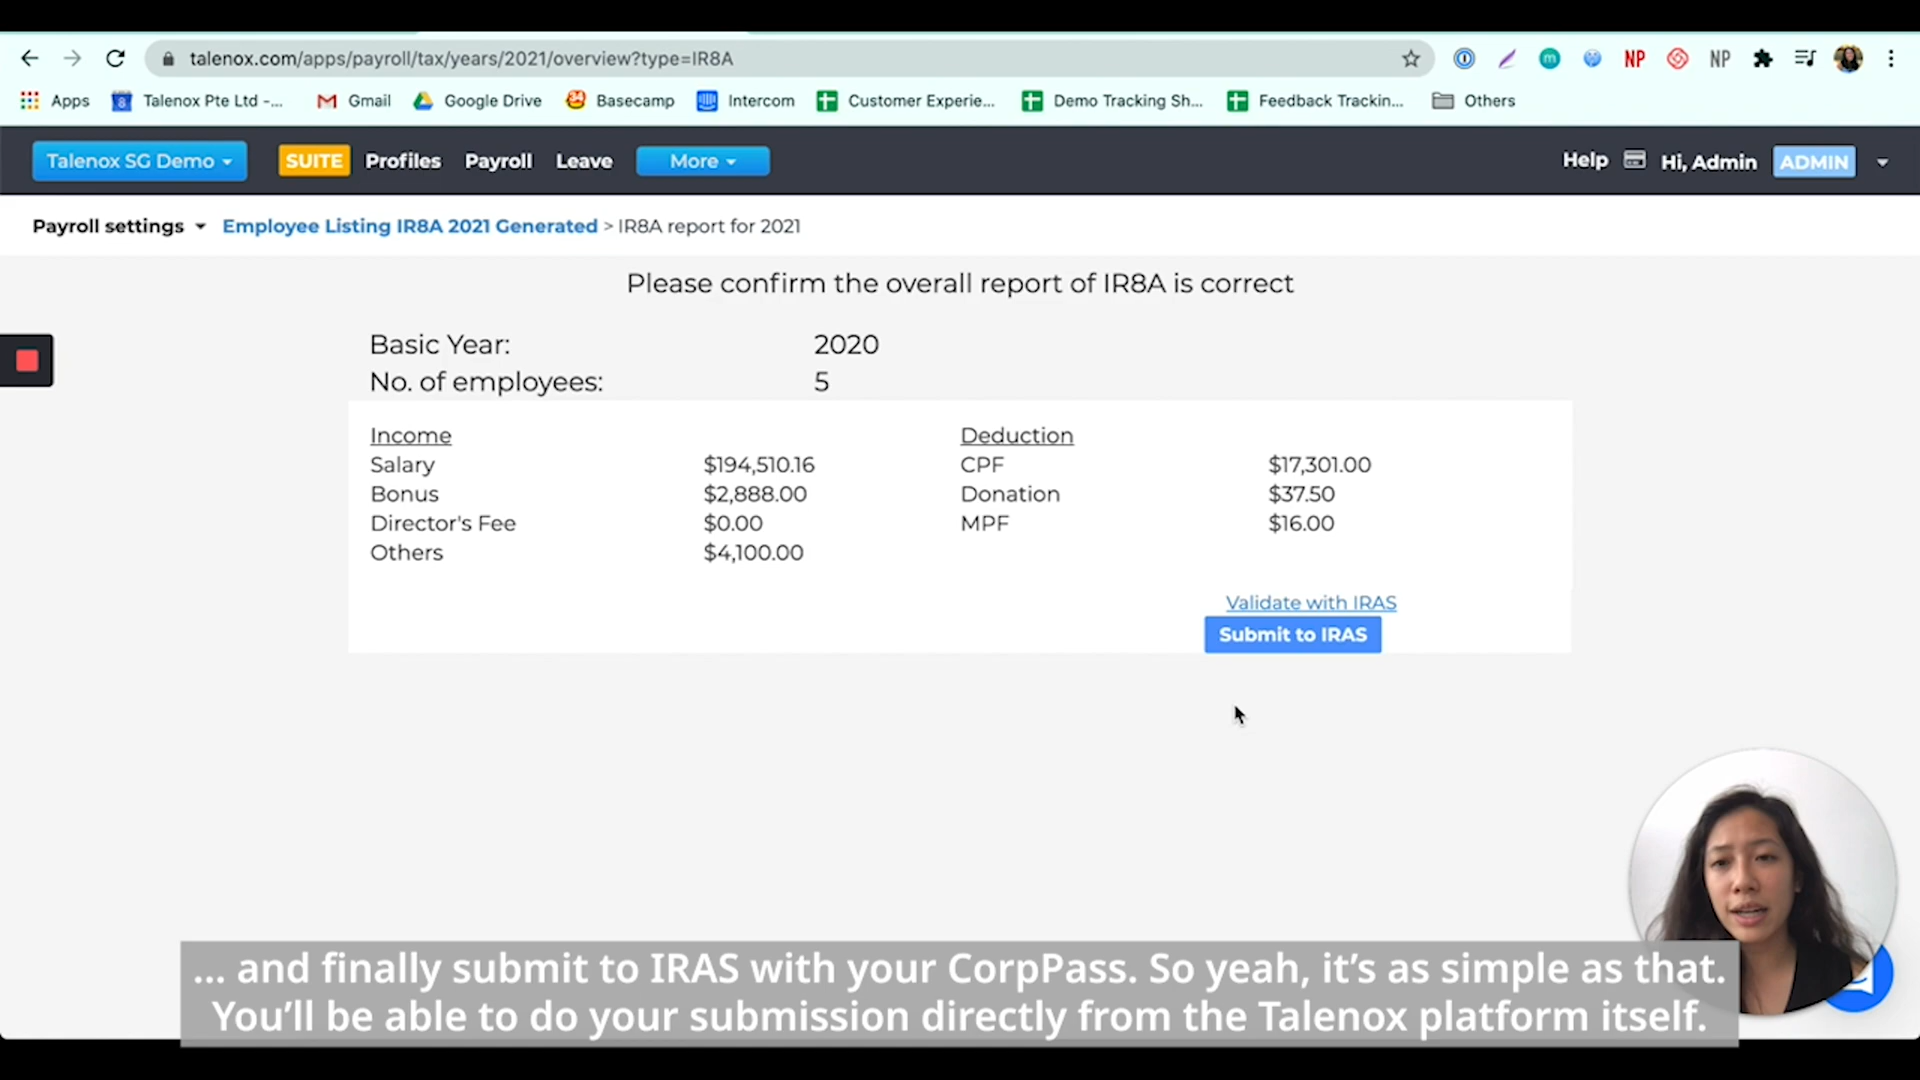 talenox.com/apps/payroll/tax/years/2021/overview?type=IR8A
NP NP
Apps Talenox Pte Ltd -... Gmail Google Drive Basecamp Intercom Customer Experie... Demo Tracking Sh... Feedback Trackin... Others
Talenox SG Demo SUITE Profiles Payroll Leave More Help Hi, Admin ADMIN
Payroll settings Employee Listing IR8A 2021 Generated > IR8A report for 2021
Please confirm the overall report of IR8A is correct
Basic Year: 2020
No. of employees: 5
Income Deduction
Salary $194,510.16 CPF $17,301.00
Bonus $2,888.00 Donation $37.50
Director's Fee $0.00 MPF $16.00
Others $4,100.00
Validate with IRAS
Submit to IRAS
... and finally submit to IRAS with your CorpPass. So yeah, it’s as simple as that.
You’ll be able to do your submission directly from the Talenox platform itself.